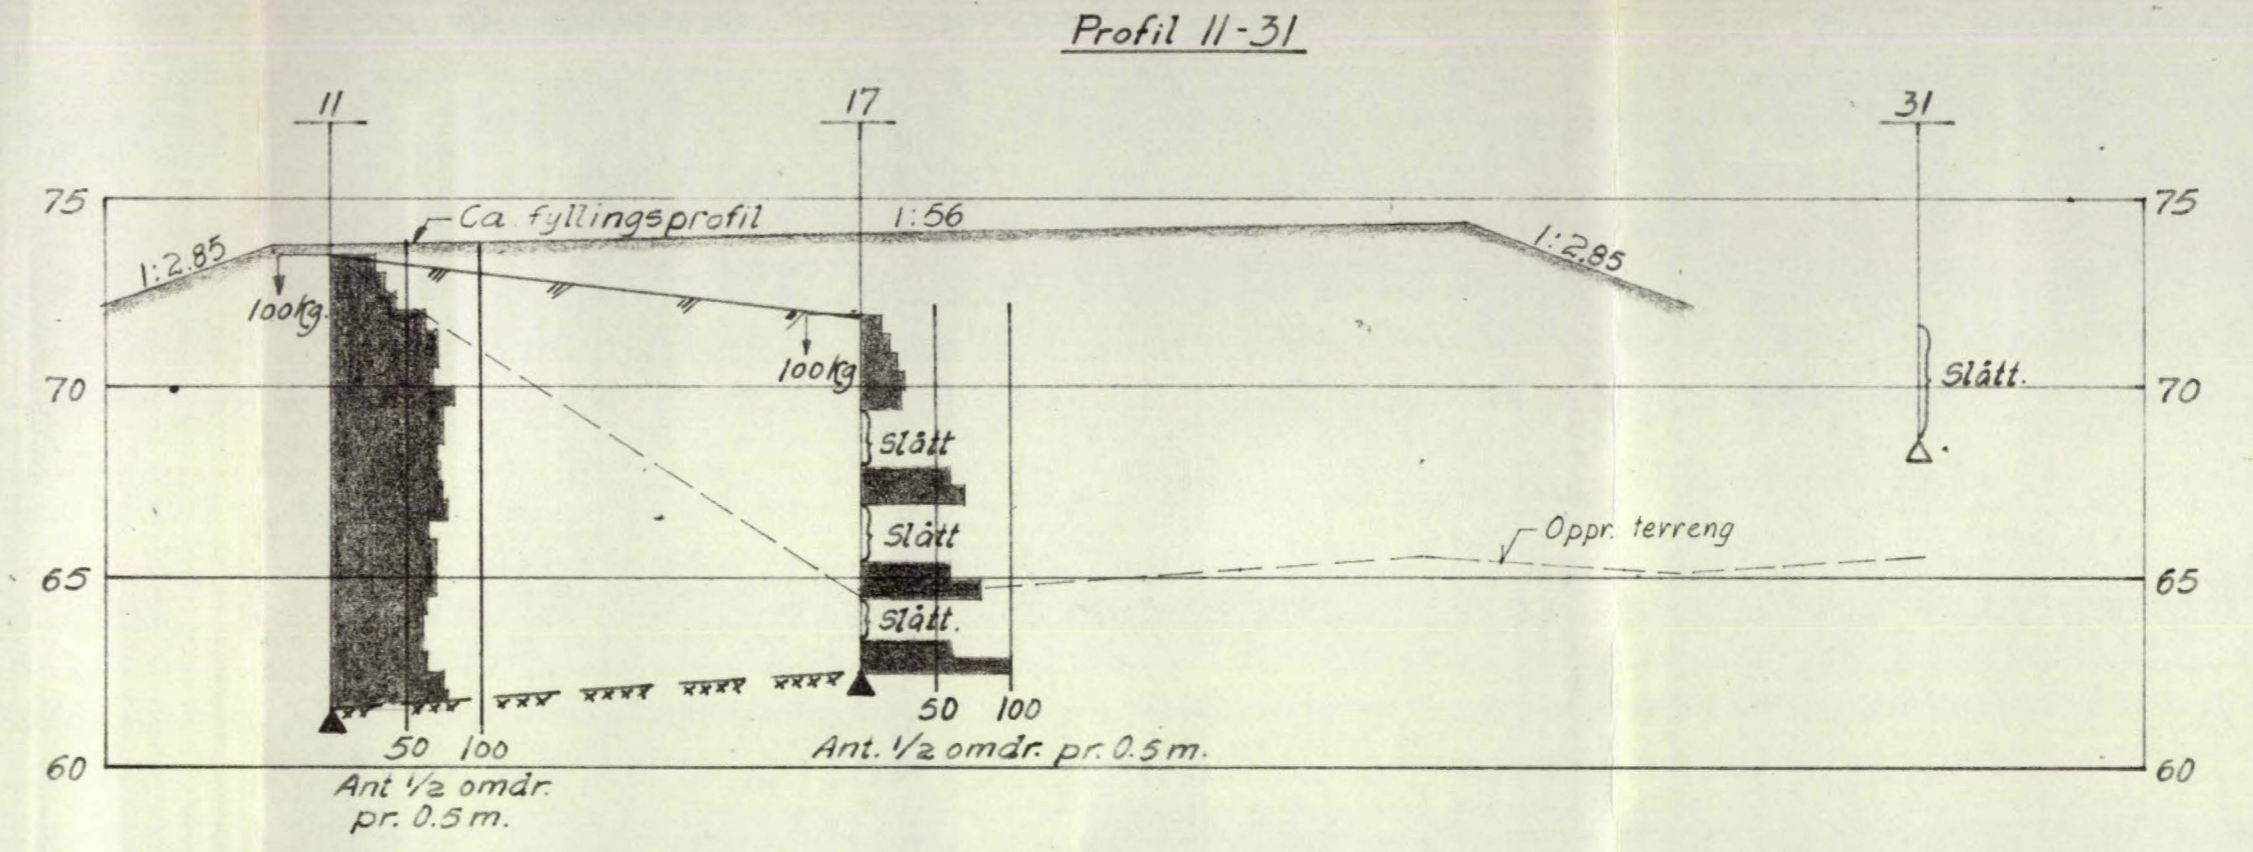 Profil 11-31
11
17
31
75
75
Ca. fyllingsprofil
1:56
1:2.85
1:2.85
100kg.
100kg
70
70
Slått.
Slått
Slått
Oppr. terreng
65
65
Slått.
50 100
50 100
Ant. 1/2 omdr. pr. 0.5 m.
60
60
Ant 1/2 omdr.
pr. 0.5 m.